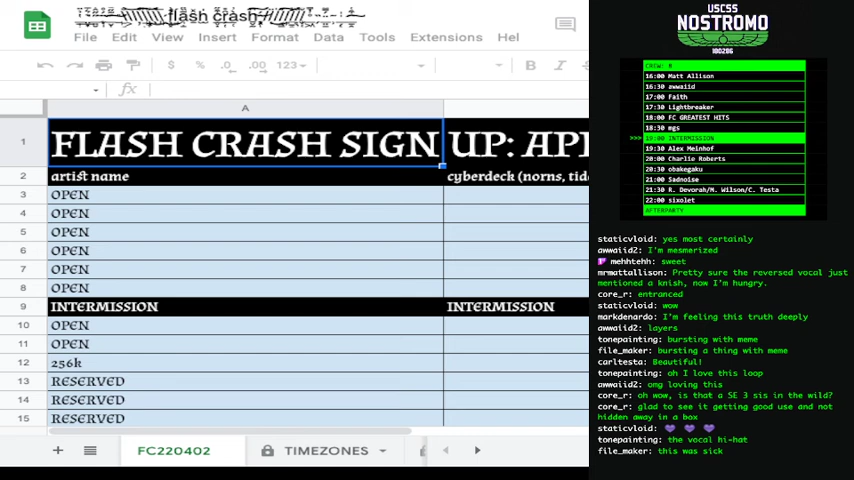 flash crash
File Edit View Insert Format Data Tools Extensions Hel
$ % .0 .00 123 B I
fx
A
1 FLASH CRASH SIGN UP: APR
2 artist name cyberdeck (norns, tida
3 OPEN
4 OPEN
5 OPEN
6 OPEN
7 OPEN
8 OPEN
9 INTERMISSION INTERMISSION
10 OPEN
11 OPEN
12 256k
13 RESERVED
14 RESERVED
15 RESERVED
+ FC220402 TIMEZONES
USCSS
NOSTROMO
180286
CREW: 8
16:00 Matt Allison
16:30 awwaiid
17:00 Faith
17:30 Lightbreaker
18:00 FC GREATEST HITS
18:30 mgs
>>> 19:00 INTERMISSION
19:30 Alex Meinhof
20:00 Charlie Roberts
20:30 obakegaku
21:00 Sadnoise
21:30 R. Devorah/M. Wilson/C. Testa
22:00 sixolet
AFTERPARTY
staticvloid: yes most certainly
awwaiid2: I'm mesmerized
mehhtehh: sweet
mrmattallison: Pretty sure the reversed vocal just
mentioned a knish, now I'm hungry.
core_r: entranced
staticvloid: wow
markdenardo: I'm feeling this truth deeply
awwaiid2: layers
tonepainting: bursting with meme
file_maker: bursting a thing with meme
carltesta: Beautiful!
tonepainting: oh I love this loop
awwaiid2: omg loving this
core_r: oh wow, is that a SE 3 sis in the wild?
core_r: glad to see it getting good use and not
hidden away in a box
staticvloid: 💜 💜 💜
tonepainting: the vocal hi-hat
file_maker: this was sick